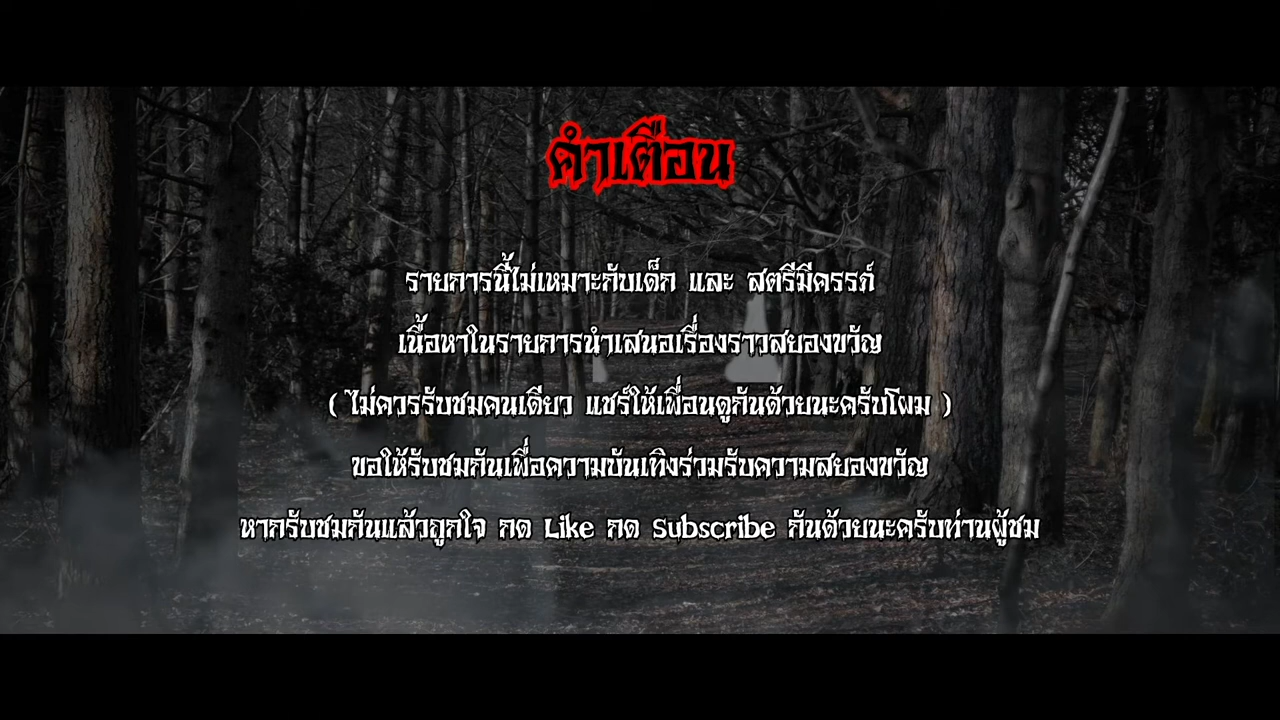 คำเตือน
รายการนี้ไม่เหมาะกับเด็ก และ สตรีมีครรภ์
เนื้อหาในรายการนำเสนอเรื่องราวสยองขวัญ
( ไม่ควรรับชมคนเดียว แชร์ให้เพื่อนดูกันด้วยนะครับโผม )
ขอให้รับชมกันเพื่อความบันเทิงร่วมรับความสยองขวัญ
หากรับชมกันแล้วถูกใจ กด Like กด Subscribe กันด้วยนะครับท่านผู้ชม